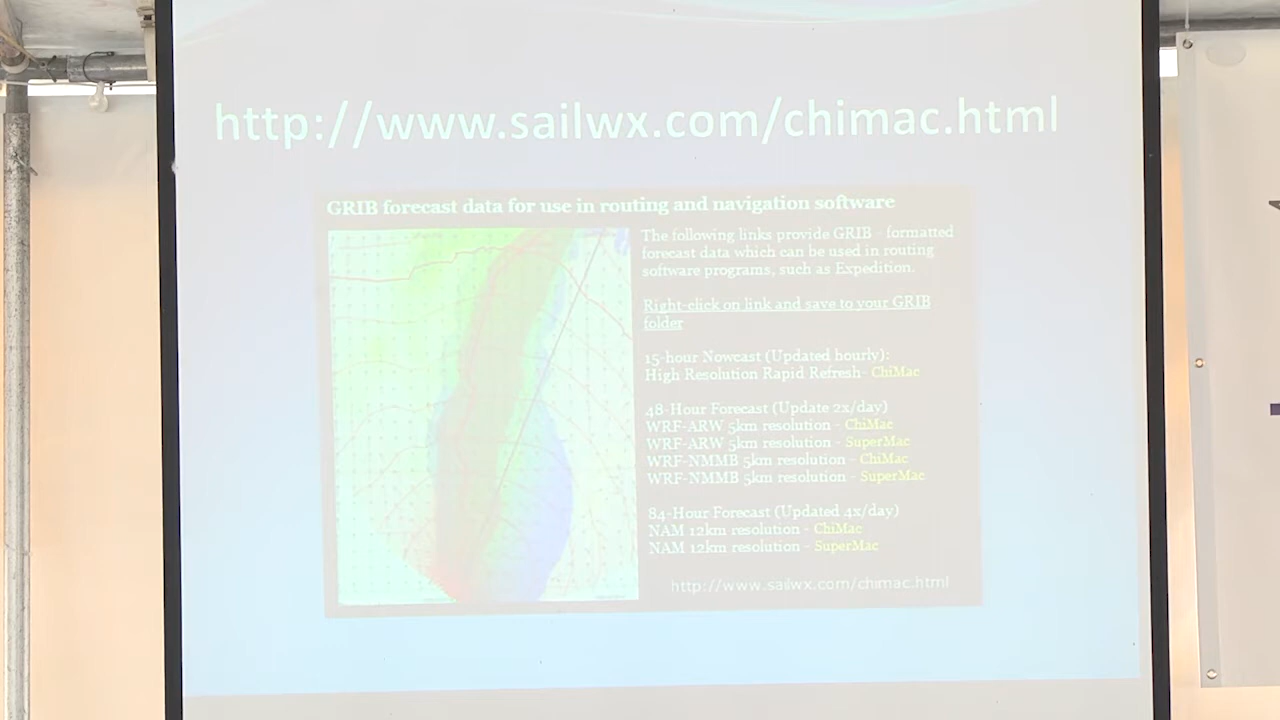 http://www.sailwx.com/chimac.html
GRIB forecast data for use in routing and navigation software
The following links provide GRIB - formatted
forecast data which can be used in routing
software programs, such as Expedition.
Right-click on link and save to your GRIB
folder
15-hour Nowcast (Updated hourly):
High Resolution Rapid Refresh- ChiMac
48-Hour Forecast (Update 2x/day)
WRF-ARW 5km resolution - ChiMac
WRF-ARW 5km resolution - SuperMac
WRF-NMMB 5km resolution - ChiMac
WRF-NMMB 5km resolution - SuperMac
84-Hour Forecast (Updated 4x/day)
NAM 12km resolution - ChiMac
NAM 12km resolution - SuperMac
http://www.sailwx.com/chimac.html